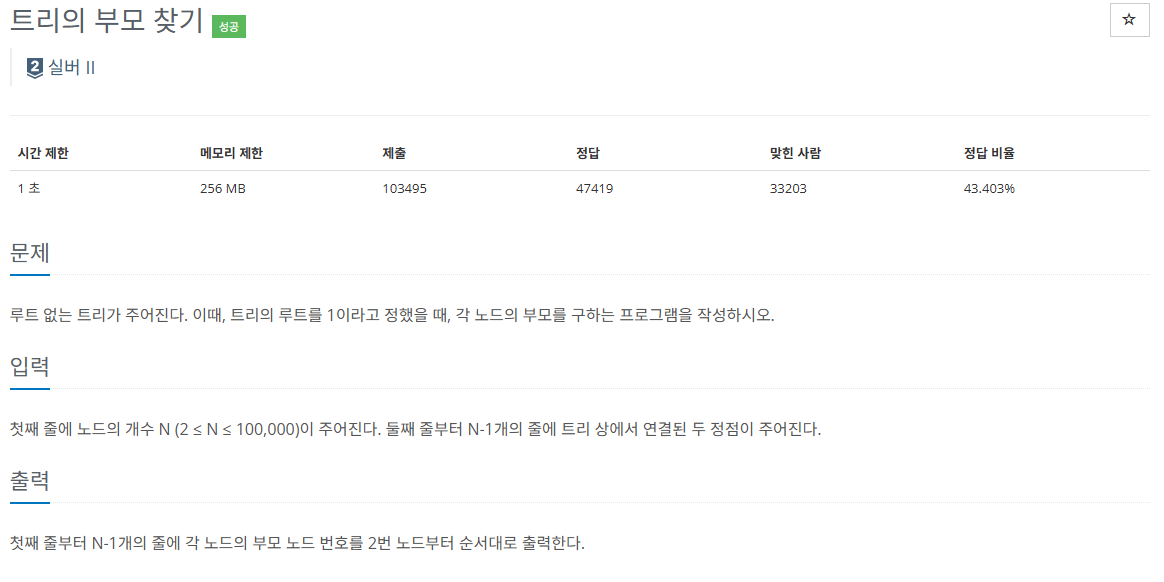 트리의 부모 찾기 성공
☆
2 실버 II
시간 제한 메모리 제한 제출 정답 맞힌 사람 정답 비율
1 초 256 MB 103495 47419 33203 43.403%
문제
루트 없는 트리가 주어진다. 이때, 트리의 루트를 1이라고 정했을 때, 각 노드의 부모를 구하는 프로그램을 작성하시오.
입력
첫째 줄에 노드의 개수 N (2 ≤ N ≤ 100,000)이 주어진다. 둘째 줄부터 N-1개의 줄에 트리 상에서 연결된 두 정점이 주어진다.
출력
첫째 줄부터 N-1개의 줄에 각 노드의 부모 노드 번호를 2번 노드부터 순서대로 출력한다.